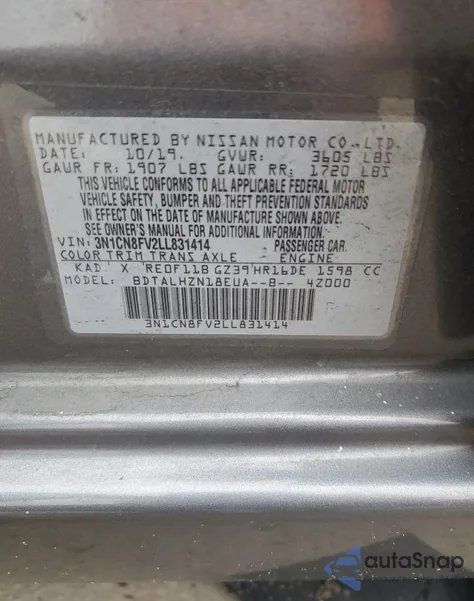 MANUFACTURED BY NISSAN MOTOR CO., LTD.
DATE: 10/19. GVWR: 3605 LBS
GAWR FR: 1907 LBS GAWR RR: 1720 LBS
THIS VEHICLE CONFORMS TO ALL APPLICABLE FEDERAL MOTOR
VEHICLE SAFETY, BUMPER AND THEFT PREVENTION STANDARDS
IN EFFECT ON THE DATE OF MANUFACTURE SHOWN ABOVE.
SEE OWNER'S MANUAL FOR ADDITIONAL INFORMATION.
VIN: 3N1CN8FV2LL831414 PASSENGER CAR.
COLOR TRIM TRANS AXLE ENGINE
KAD X RE0F11B GZ39 HR16DE 1598 CC
MODEL: BDTALHZN18EUA--B-- 4Z000
3N1CN8FV2LL831414
autoSnap